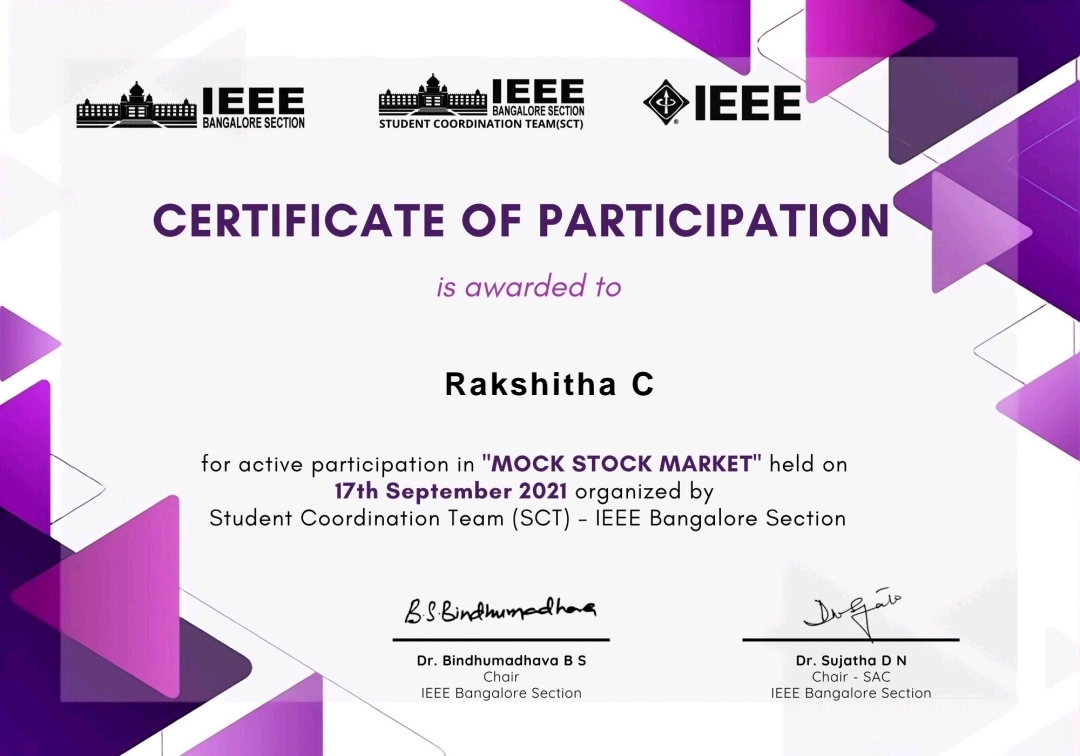 IEEE
BANGALORE SECTION
IEEE
BANGALORE SECTION
STUDENT COORDINATION TEAM(SCT)
IEEE
CERTIFICATE OF PARTICIPATION
is awarded to
Rakshitha C
for active participation in "MOCK STOCK MARKET" held on
17th September 2021 organized by
Student Coordination Team (SCT) – IEEE Bangalore Section
B.S.Bindhumadhava
Dr. Bindhumadhava B S
Chair
IEEE Bangalore Section
Dr. Sujatha D N
Chair - SAC
IEEE Bangalore Section